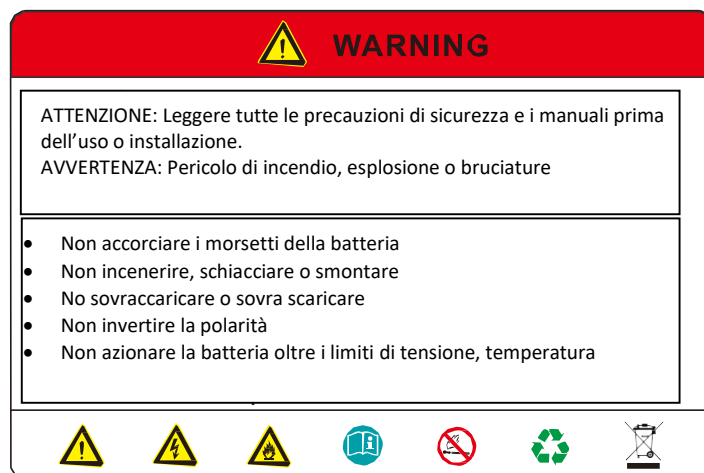 WARNING
ATTENZIONE: Leggere tutte le precauzioni di sicurezza e i manuali prima
dell’uso o installazione.
AVVERTENZA: Pericolo di incendio, esplosione o bruciature
• Non accorciare i morsetti della batteria
• Non incenerire, schiacciare o smontare
• No sovraccaricare o sovra scaricare
• Non invertire la polarità
• Non azionare la batteria oltre i limiti di tensione, temperatura